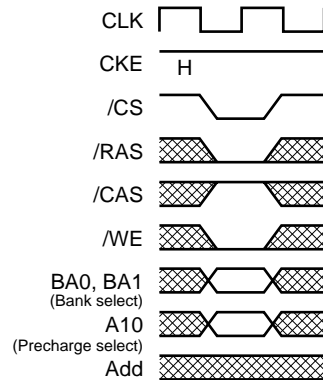 CLK
CKE
H
/CS
/RAS
/CAS
/WE
BA0, BA1
(Bank select)
A10
(Precharge select)
Add